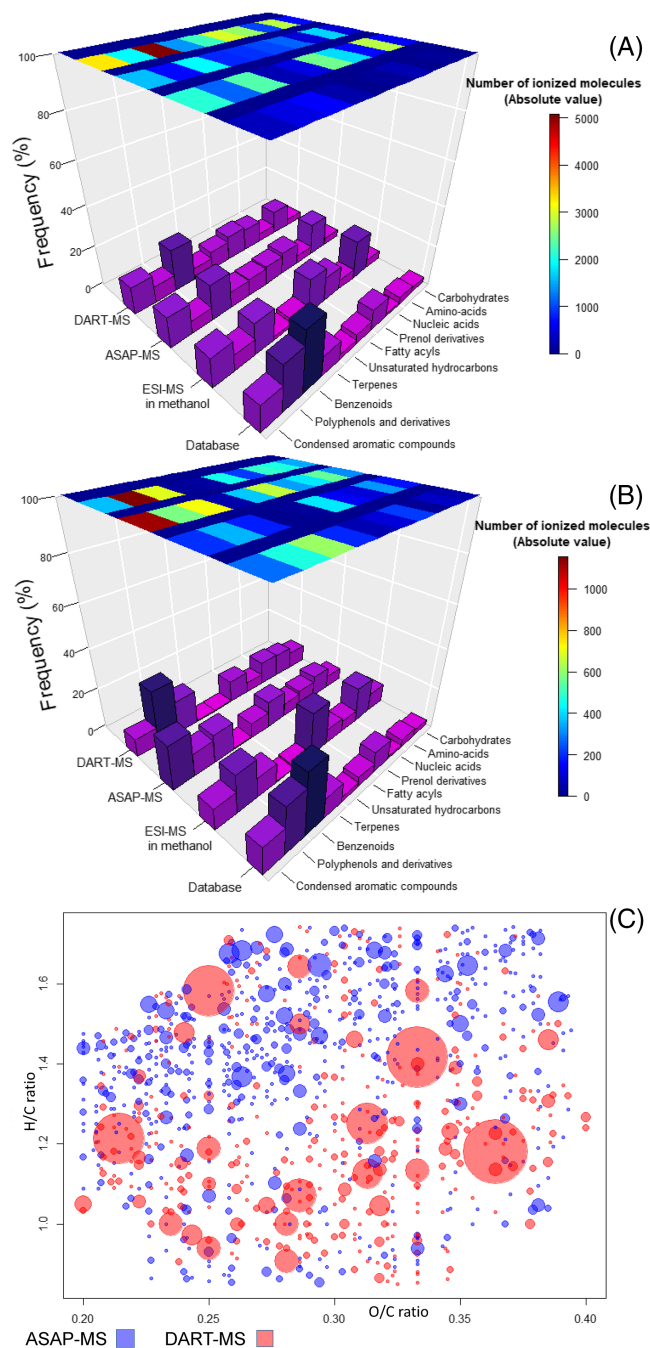 (A)
Number of ionized molecules
(Absolute value)
5000
4000
3000
2000
1000
0
100
80
60
40
20
0
Frequency (%)
DART-MS
ASAP-MS
ESI-MS
in methanol
Database
Carbohydrates
Amino-acids
Nucleic acids
Prenol derivatives
Fatty acyls
Unsaturated hydrocarbons
Terpenes
Benzenoids
Polyphenols and derivatives
Condensed aromatic compounds
(B)
Number of ionized molecules
(Absolute value)
1000
800
600
400
200
0
100
80
60
40
20
0
Frequency (%)
DART-MS
ASAP-MS
ESI-MS
in methanol
Database
Carbohydrates
Amino-acids
Nucleic acids
Prenol derivatives
Fatty acyls
Unsaturated hydrocarbons
Terpenes
Benzenoids
Polyphenols and derivatives
Condensed aromatic compounds
(C)
H/C ratio
1.6
1.4
1.2
1.0
O/C ratio
0.20 0.25 0.30 0.35 0.40
ASAP-MS DART-MS